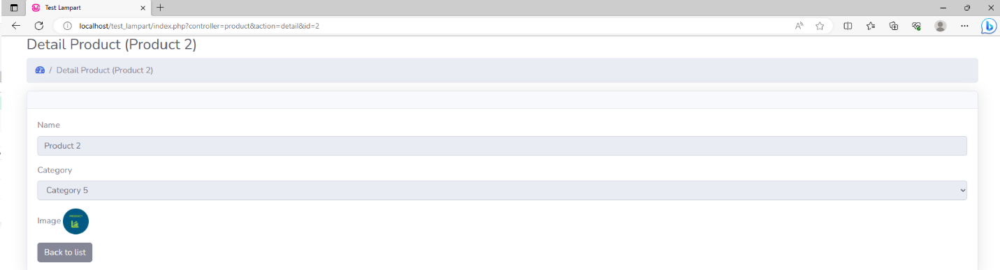 Test Lampart
localhost/test_lampart/index.php?controller=product&action=detail&id=2
Detail Product (Product 2)
/ Detail Product (Product 2)
Name
Product 2
Category
Category 5
Image
PRODUCT
Back to list